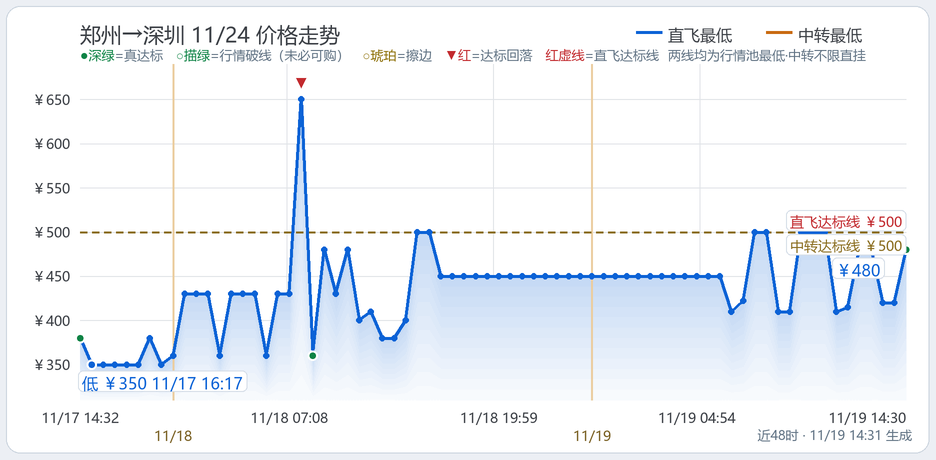 郑州→深圳 11/24 价格走势
直飞最低 中转最低
●深绿=真达标 ○描绿=行情破线（未必可购） ○琥珀=擦边 ▼红=达标回落 红虚线=直飞达标线 两线均为行情池最低·中转不限直挂
¥650
¥600
¥550
¥500
¥450
¥400
¥350
直飞达标线 ¥500
中转达标线 ¥500
¥480
低 ¥350 11/17 16:17
11/17 14:32 11/18 07:08 11/18 19:59 11/19 04:54 11/19 14:30
11/18 11/19
近48时 · 11/19 14:31 生成